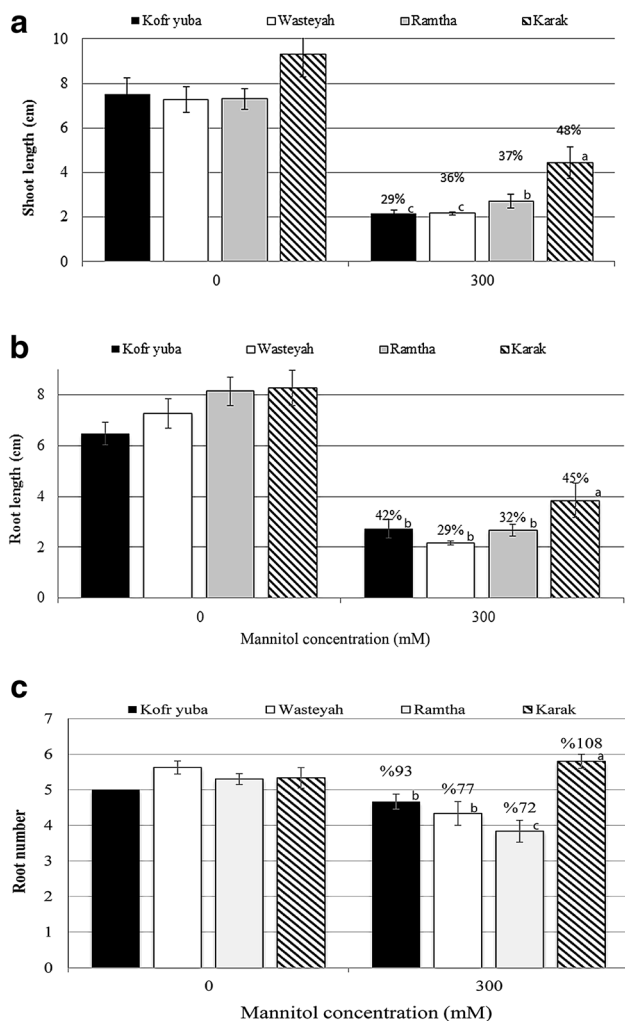 a
Kofr yuba Wasteyah Ramtha Karak
Shoot length (cm)
10
8
6
4
2
0
29% c
36% c
37% b
48% a
0 300
b
Kofr yuba Wasteyah Ramtha Karak
Root length (cm)
8
6
4
2
0
42% b
29% b
32% b
45% a
0 300
Mannitol concentration (mM)
c
Kofr yuba Wasteyah Ramtha Karak
Root number
7
6
5
4
3
2
1
0
%93 b
%77 b
%72 c
%108 a
0 300
Mannitol concentration (mM)